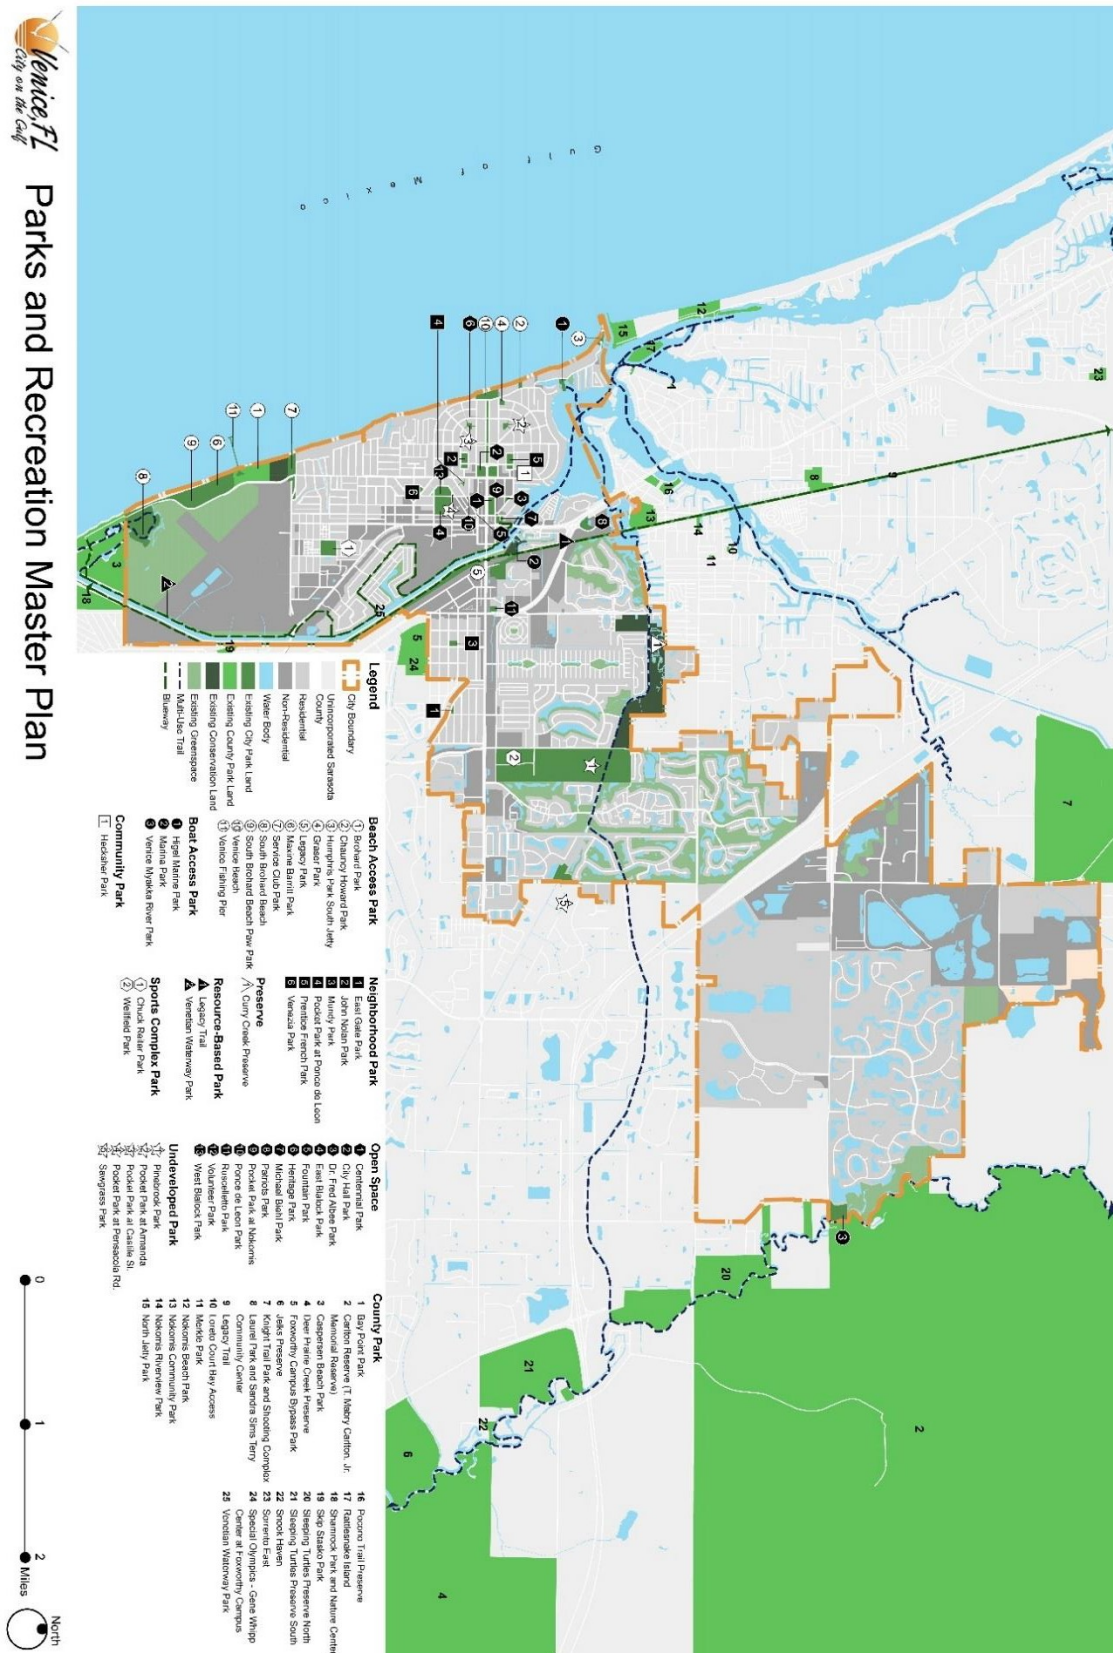 Venice, FL
City on the Gulf
Parks and Recreation Master Plan
Gulf of Mexico
Legend
City Boundary
Unincorporated Sarasota
County
Residential
Non-Residential
Water Body
Existing City Park Land
Existing County Park Land
Existing Conservation Land
Existing Greenspace
Multi-Use Trail
Blueway
Beach Access Park
1 Brohard Park
2 Chauncy Howard Park
3 Humphris Park South Jetty
4 Graser Park
5 Legacy Park
6 Maxine Barritt Park
7 Service Club Park
8 South Brohard Beach
9 South Brohard Beach Paw Park
10 Venice Beach
11 Venice Fishing Pier
Boat Access Park
1 Higel Marine Park
2 Marina Park
3 Venice Myakka River Park
Community Park
1 Hecksher Park
Neighborhood Park
1 East Gate Park
2 John Nolan Park
3 Mundy Park
4 Pocket Park at Ponce de Leon
5 Prentice French Park
6 Venezia Park
Preserve
1 Curry Creek Preserve
Resource-Based Park
1 Legacy Trail
2 Venetian Waterway Park
Sports Complex Park
1 Chuck Reiter Park
2 Wellfield Park
Open Space
1 Centennial Park
2 City Hall Park
3 Dr. Fred Albee Park
4 East Blalock Park
5 Fountain Park
6 Heritage Park
7 Michael Biehl Park
8 Patriots Park
9 Pocket Park at Nokomis
10 Ponce de Leon Park
11 Ruscelletto Park
12 Volunteer Park
13 West Blalock Park
Undeveloped Park
1 Pinebrook Park
2 Pocket Park at Armada
3 Pocket Park at Castile St.
4 Pocket Park at Pensacola Rd.
5 Sawgrass Park
County Park
1 Bay Point Park
2 Carlton Reserve (T. Mabry Carlton, Jr.
Memorial Reserve)
3 Caspersen Beach Park
4 Deer Prairie Creek Preserve
5 Foxworthy Campus Bypass Park
6 Jelks Preserve
7 Knight Trail Park and Shooting Complex
8 Laurel Park and Sandra Sims Terry
Community Center
9 Legacy Trail
10 Loreto Court Bay Access
11 Merkle Park
12 Nokomis Beach Park
13 Nokomis Community Park
14 Nokomis Riverview Park
15 North Jetty Park
16 Pocono Trail Preserve
17 Rattlesnake Island
18 Shamrock Park and Nature Center
19 Skip Stasko Park
20 Sleeping Turtles Preserve North
21 Sleeping Turtles Preserve South
22 Snook Haven
23 Sorrento East
24 Special Olympics - Gene Whipp
Center at Foxworthy Campus
25 Venetian Waterway Park
0 1 2 Miles
North